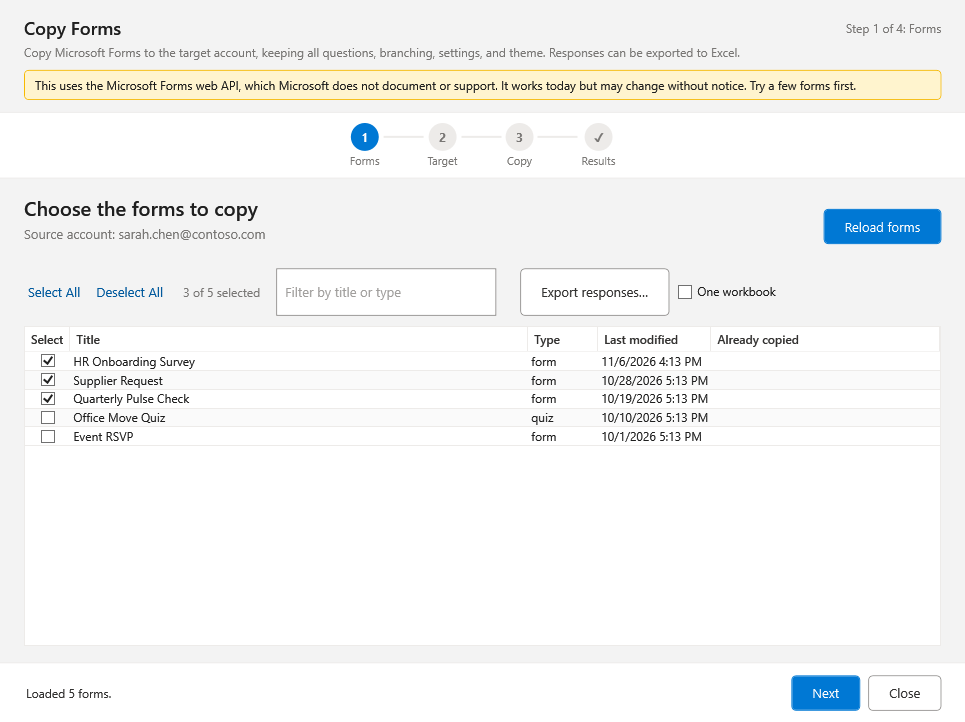 Copy Forms
Step 1 of 4: Forms
Copy Microsoft Forms to the target account, keeping all questions, branching, settings, and theme. Responses can be exported to Excel.
This uses the Microsoft Forms web API, which Microsoft does not document or support. It works today but may change without notice. Try a few forms first.
1 2 3 ✓
Forms Target Copy Results
Choose the forms to copy
Source account: sarah.chen@contoso.com
Reload forms
Select All Deselect All 3 of 5 selected Filter by title or type Export responses... One workbook
Select Title Type Last modified Already copied
HR Onboarding Survey form 11/6/2026 4:13 PM
Supplier Request form 10/28/2026 5:13 PM
Quarterly Pulse Check form 10/19/2026 5:13 PM
Office Move Quiz quiz 10/10/2026 5:13 PM
Event RSVP form 10/1/2026 5:13 PM
Loaded 5 forms.
Next Close